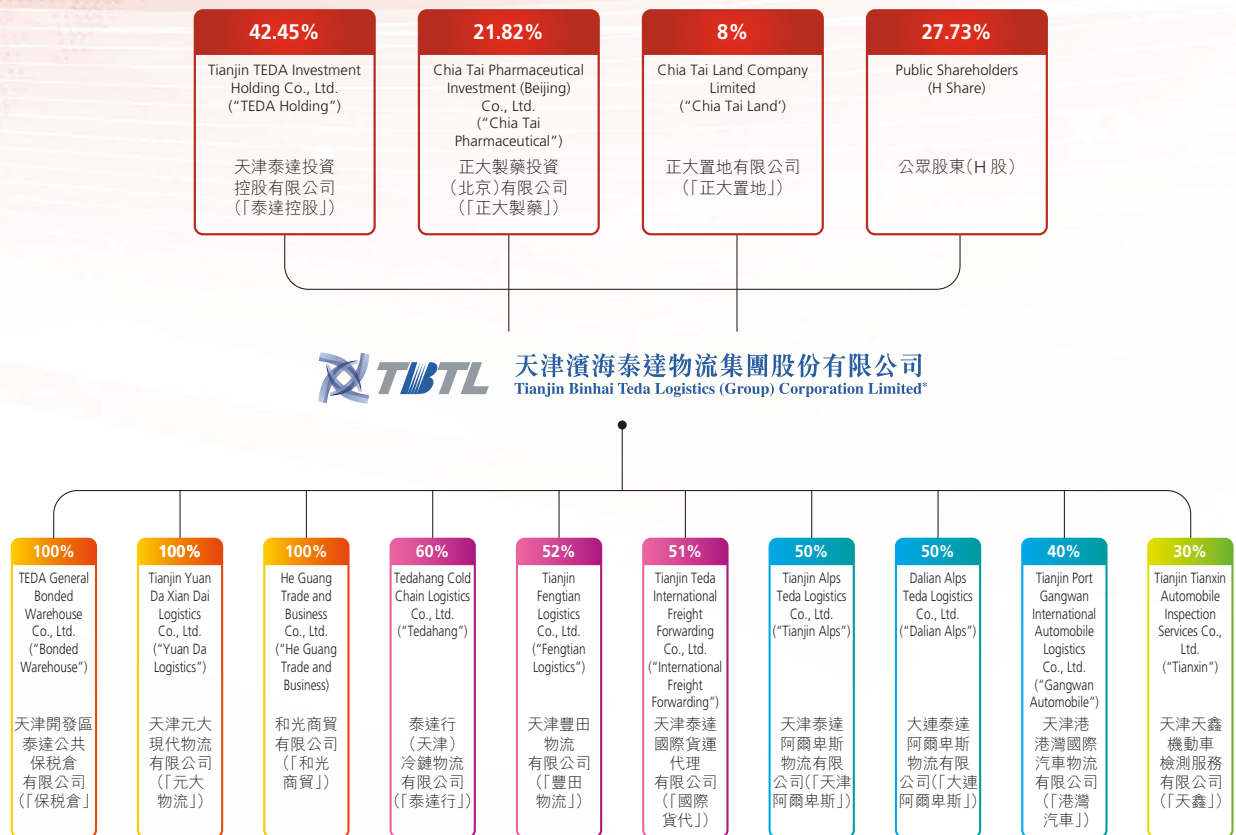 42.45%
Tianjin TEDA Investment
Holding Co., Ltd.
(“TEDA Holding”)
天津泰達投資
控股有限公司
(「泰達控股」)
21.82%
Chia Tai Pharmaceutical
Investment (Beijing)
Co., Ltd.
(“Chia Tai
Pharmaceutical”)
正大製藥投資
(北京)有限公司
(「正大製藥」)
8%
Chia Tai Land Company
Limited
(“Chia Tai Land’)
正大置地有限公司
(「正大置地」)
27.73%
Public Shareholders
(H Share)
公眾股東(H 股)
TBTL
天津濱海泰達物流集團股份有限公司
Tianjin Binhai Teda Logistics (Group) Corporation Limited*
100%
TEDA General
Bonded
Warehouse
Co., Ltd.
(“Bonded
Warehouse”)
天津開發區
泰達公共
保税倉
有限公司
(「保税倉」
100%
Tianjin Yuan
Da Xian Dai
Logistics
Co., Ltd.
(“Yuan Da
Logistics”)
天津元大
現代物流
有限公司
(「元大
物流」)
100%
He Guang
Trade and
Business
Co., Ltd.
(“He Guang
Trade and
Business)
和光商貿
有限公司
(「和光
商貿」)
60%
Tedahang Cold
Chain Logistics
Co., Ltd.
(“Tedahang”)
泰達行
(天津)
冷鏈物流
有限公司
(「泰達行」)
52%
Tianjin
Fengtian
Logistics
Co., Ltd.
(“Fengtian
Logistics”)
天津豐田
物流
有限公司
(「豐田
物流」)
51%
Tianjin Teda
International
Freight
Forwarding
Co., Ltd.
(“International
Freight
Forwarding”)
天津泰達
國際貨運
代理
有限公司
(「國際
貨代」)
50%
Tianjin Alps
Teda Logistics
Co., Ltd.
(“Tianjin Alps”)
天津泰達
阿爾卑斯
物流有限
公司(「天津
阿爾卑斯」)
50%
Dalian Alps
Teda Logistics
Co., Ltd.
(“Dalian Alps”)
大連泰達
阿爾卑斯
物流有限
公司(「大連
阿爾卑斯」)
40%
Tianjin Port
Gangwan
International
Automobile
Logistics
Co., Ltd.
(“Gangwan
Automobile”)
天津港
港灣國際
汽車物流
有限公司
(「港灣
汽車」)
30%
Tianjin Tianxin
Automobile
Inspection
Services Co.,
Ltd.
(“Tianxin”)
天津天鑫
機動車
檢測服務
有限公司
(「天鑫」)